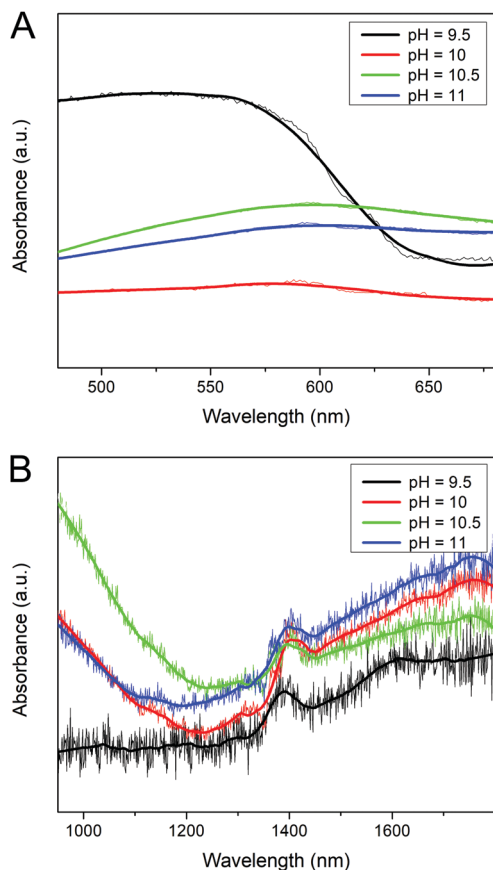 A
pH = 9.5
pH = 10
pH = 10.5
pH = 11
Absorbance (a.u.)
500 550 600 650
Wavelength (nm)
B
pH = 9.5
pH = 10
pH = 10.5
pH = 11
Absorbance (a.u.)
1000 1200 1400 1600
Wavelength (nm)